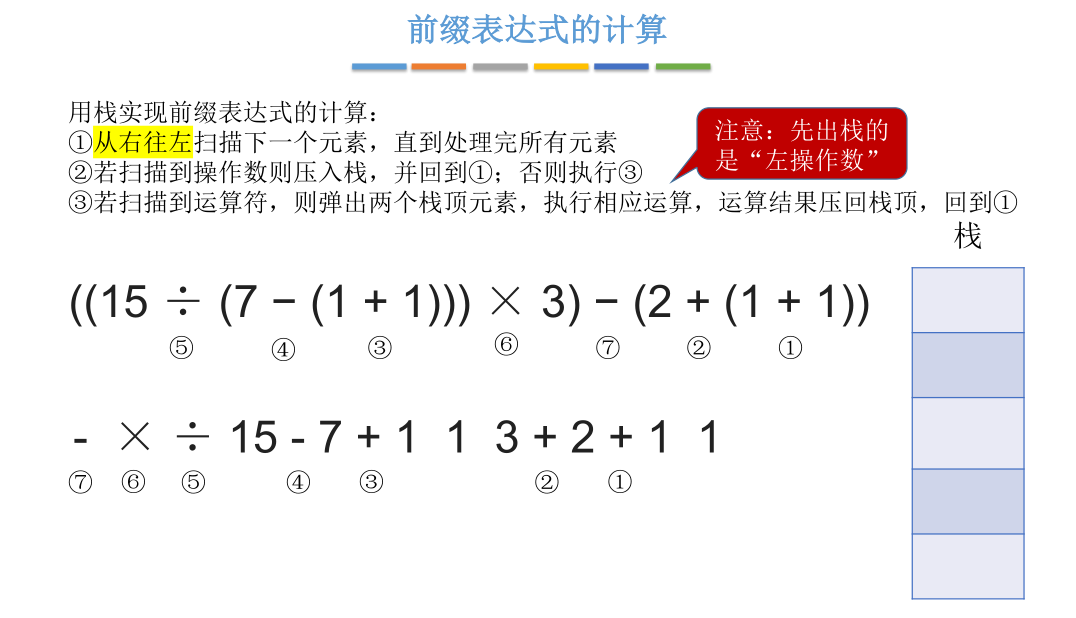 前缀表达式的计算
用栈实现前缀表达式的计算：
①从右往左扫描下一个元素，直到处理完所有元素
②若扫描到操作数则压入栈，并回到①；否则执行③
③若扫描到运算符，则弹出两个栈顶元素，执行相应运算，运算结果压回栈顶，回到①
注意：先出栈的
是“左操作数”
栈
((15 ÷ (7 − (1 + 1))) × 3) − (2 + (1 + 1))
⑤ ④ ③ ⑥ ⑦ ② ①
- × ÷ 15 - 7 + 1 1 3 + 2 + 1 1
⑦ ⑥ ⑤ ④ ③ ② ①